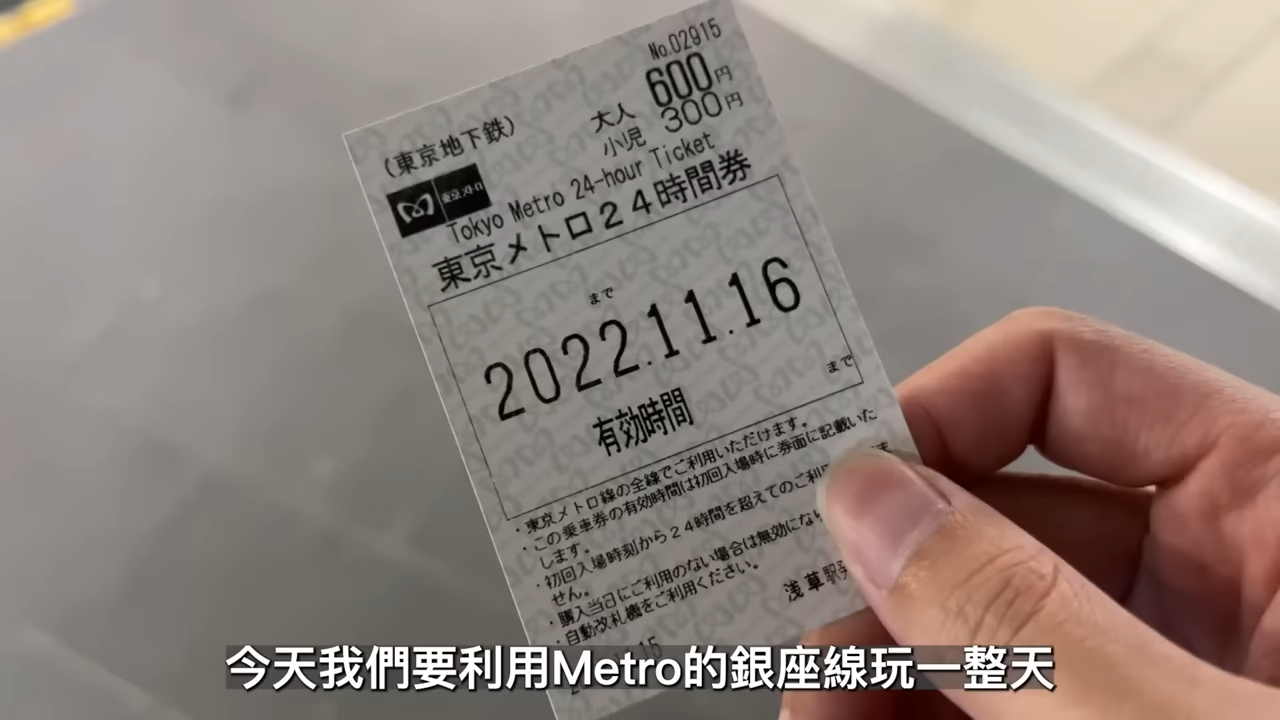 No.02915
(東京地下鉄) 大人 600円
小児 300円
東京メトロ
Tokyo Metro 24-hour Ticket
東京メトロ24時間券
まで
2022.11.16
まで
有効時間
・東京メトロ線の全線でご利用いただけます。
・この乗車券の有効時間は初回入場時に券面に記載いた
します。
・初回入場時刻から24時間を超えてのご利
せん。
・購入当日にご利用のない場合は無効にな
・自動改札機をご利用ください。
浅草駅
今天我們要利用Metro的銀座線玩一整天